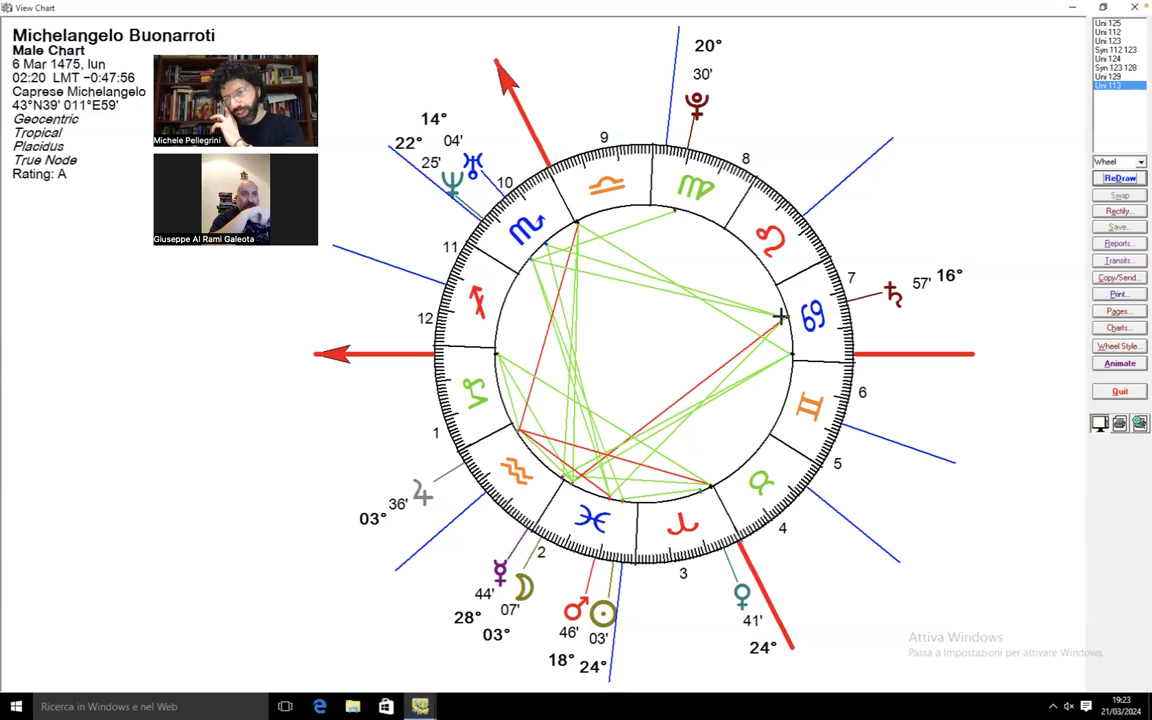 View Chart
Michelangelo Buonarroti
Male Chart
6 Mar 1475, lun
02:20 LMT -0:47:56
Caprese Michelangelo
43°N39' 011°E59'
Geocentric
Tropical
Placidus
True Node
Rating: A
Michele Pellegrini
Giuseppe Al Rami Galeota
20°
30'
14°
04'
22°
25'
9
8
10
11
7
57' 16°
12
6
1
5
36'
03°
4
2
3
44'
07'
28°
03°
46'
03'
18°
24°
41'
24°
Uni 125
Uni 112
Uni 123
Syn 112 123
Uni 124
Syn 123 128
Uni 129
Uni 113
Wheel
ReDraw
Swap
Rectify...
Save...
Reports...
Transits...
Copy/Send...
Print...
Pages...
Charts...
Wheel Style...
Animate
Quit
Attiva Windows
Passa a Impostazioni per attivare Windows.
Ricerca in Windows e nel Web
19:23
21/03/2024